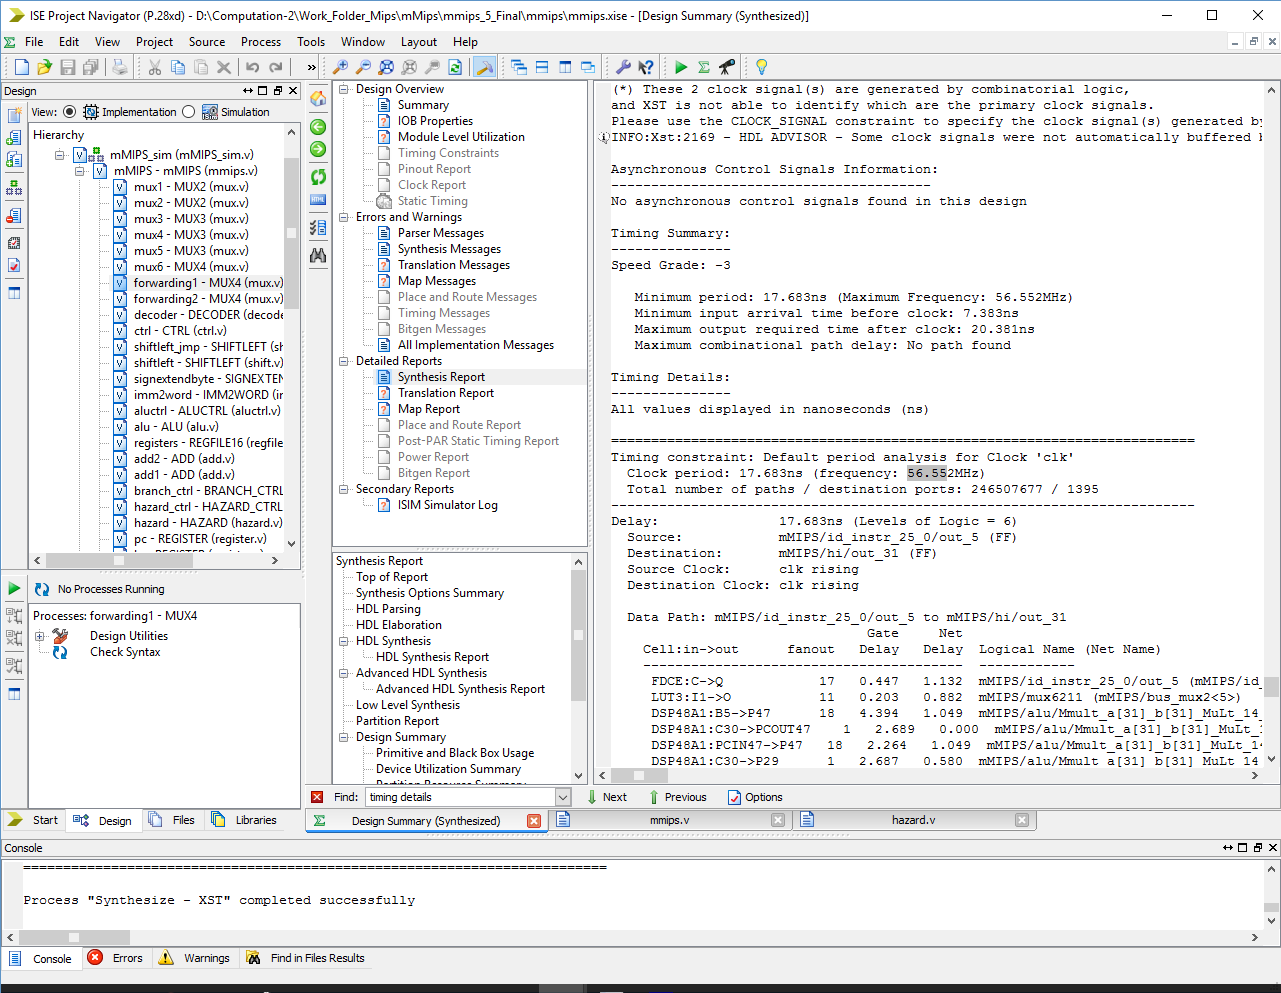 ISE Project Navigator (P.28xd) - D:\Computation-2\Work_Folder_Mips\mMips\mmips_5_Final\mmips\mmips.xise - [Design Summary (Synthesized)]
File Edit View Project Source Process Tools Window Layout Help
Design
View: Implementation Simulation
Hierarchy
mMIPS_sim (mMIPS_sim.v)
mMIPS - mMIPS (mmips.v)
mux1 - MUX2 (mux.v)
mux2 - MUX2 (mux.v)
mux3 - MUX3 (mux.v)
mux4 - MUX3 (mux.v)
mux5 - MUX3 (mux.v)
mux6 - MUX4 (mux.v)
forwarding1 - MUX4 (mux.v)
forwarding2 - MUX4 (mux.v)
decoder - DECODER (decode
ctrl - CTRL (ctrl.v)
shiftleft_jmp - SHIFTLEFT (sh
shiftleft - SHIFTLEFT (shift.v)
signextendbyte - SIGNEXTEN
imm2word - IMM2WORD (i
aluctrl - ALUCTRL (aluctrl.v)
alu - ALU (alu.v)
registers - REGFILE16 (regfile
add2 - ADD (add.v)
add1 - ADD (add.v)
branch_ctrl - BRANCH_CTRL
hazard_ctrl - HAZARD_CTRL
hazard - HAZARD (hazard.v)
pc - REGISTER (register.v)
No Processes Running
Processes: forwarding1 - MUX4
Design Utilities
Check Syntax
Start Design Files Libraries
Design Overview
Summary
IOB Properties
Module Level Utilization
Timing Constraints
Pinout Report
Clock Report
Static Timing
Errors and Warnings
Parser Messages
Synthesis Messages
Translation Messages
Map Messages
Place and Route Messages
Timing Messages
Bitgen Messages
All Implementation Messages
Detailed Reports
Synthesis Report
Translation Report
Map Report
Place and Route Report
Post-PAR Static Timing Report
Power Report
Bitgen Report
Secondary Reports
ISIM Simulator Log
Synthesis Report
Top of Report
Synthesis Options Summary
HDL Parsing
HDL Elaboration
HDL Synthesis
HDL Synthesis Report
Advanced HDL Synthesis
Advanced HDL Synthesis Report
Low Level Synthesis
Partition Report
Design Summary
Primitive and Black Box Usage
Device Utilization Summary
(*) These 2 clock signal(s) are generated by combinatorial logic,
and XST is not able to identify which are the primary clock signals.
Please use the CLOCK_SIGNAL constraint to specify the clock signal(s) generated by
INFO:Xst:2169 - HDL ADVISOR - Some clock signals were not automatically buffered b
Asynchronous Control Signals Information:
----------------------------------------
No asynchronous control signals found in this design
Timing Summary:
---------------
Speed Grade: -3
Minimum period: 17.683ns (Maximum Frequency: 56.552MHz)
Minimum input arrival time before clock: 7.383ns
Maximum output required time after clock: 20.381ns
Maximum combinational path delay: No path found
Timing Details:
---------------
All values displayed in nanoseconds (ns)
=========================================================================
Timing constraint: Default period analysis for Clock 'clk'
Clock period: 17.683ns (frequency: 56.552MHz)
Total number of paths / destination ports: 246507677 / 1395
-------------------------------------------------------------------------
Delay: 17.683ns (Levels of Logic = 6)
Source: mMIPS/id_instr_25_0/out_5 (FF)
Destination: mMIPS/hi/out_31 (FF)
Source Clock: clk rising
Destination Clock: clk rising
Data Path: mMIPS/id_instr_25_0/out_5 to mMIPS/hi/out_31
Gate Net
Cell:in->out fanout Delay Delay Logical Name (Net Name)
---------------------------------------- ------------
FDCE:C->Q 17 0.447 1.132 mMIPS/id_instr_25_0/out_5 (mMIPS/id_
LUT3:I1->O 11 0.203 0.882 mMIPS/mux6211 (mMIPS/bus_mux2<5>)
DSP48A1:B5->P47 18 4.394 1.049 mMIPS/alu/Mmult_a[31]_b[31]_MuLt_14_
DSP48A1:C30->PCOUT47 1 2.689 0.000 mMIPS/alu/Mmult_a[31]_b[31]_MuLt_1
DSP48A1:PCIN47->P47 18 2.264 1.049 mMIPS/alu/Mmult_a[31]_b[31]_MuLt_1
DSP48A1:C30->P29 1 2.687 0.580 mMIPS/alu/Mmult_a[31]_b[31]_MuLt_14_
Find: timing details Next Previous Options
Design Summary (Synthesized) mmips.v hazard.v
Console
=========================================================================
Process "Synthesize - XST" completed successfully
Console Errors Warnings Find in Files Results